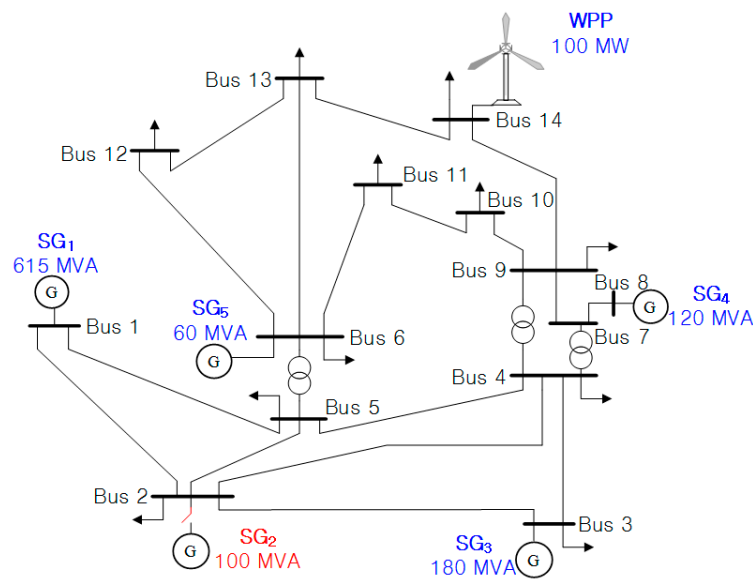 WPP
100 MW
Bus 13
Bus 14
Bus 12
Bus 11
Bus 10
SG₁
615 MVA
G
Bus 1
Bus 9
Bus 8
SG₄
G
120 MVA
Bus 7
SG₅
60 MVA
G
Bus 6
Bus 4
Bus 5
Bus 2
SG₂
G
100 MVA
Bus 3
SG₃
G
180 MVA